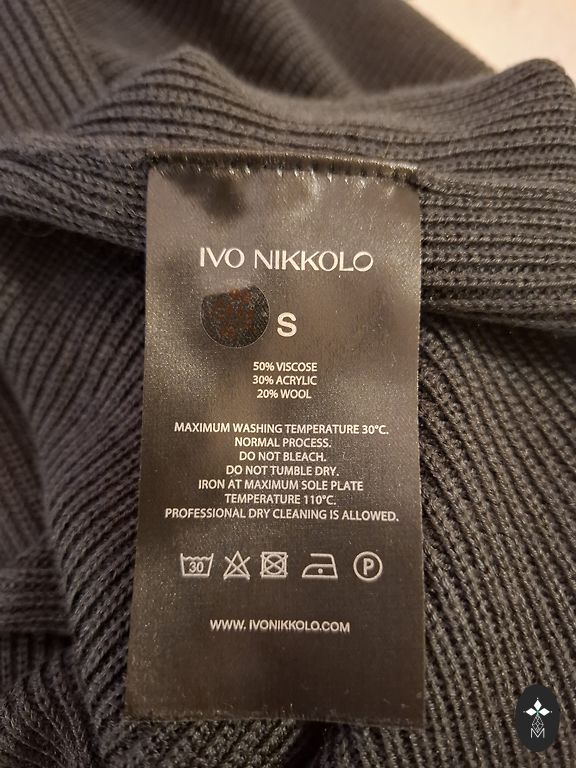 IVO NIKKOLO
S
50% VISCOSE
30% ACRYLIC
20% WOOL
MAXIMUM WASHING TEMPERATURE 30°C.
NORMAL PROCESS.
DO NOT BLEACH.
DO NOT TUMBLE DRY.
IRON AT MAXIMUM SOLE PLATE
TEMPERATURE 110°C.
PROFESSIONAL DRY CLEANING IS ALLOWED.
30 P
WWW. IVONIKKOLO.COM
M